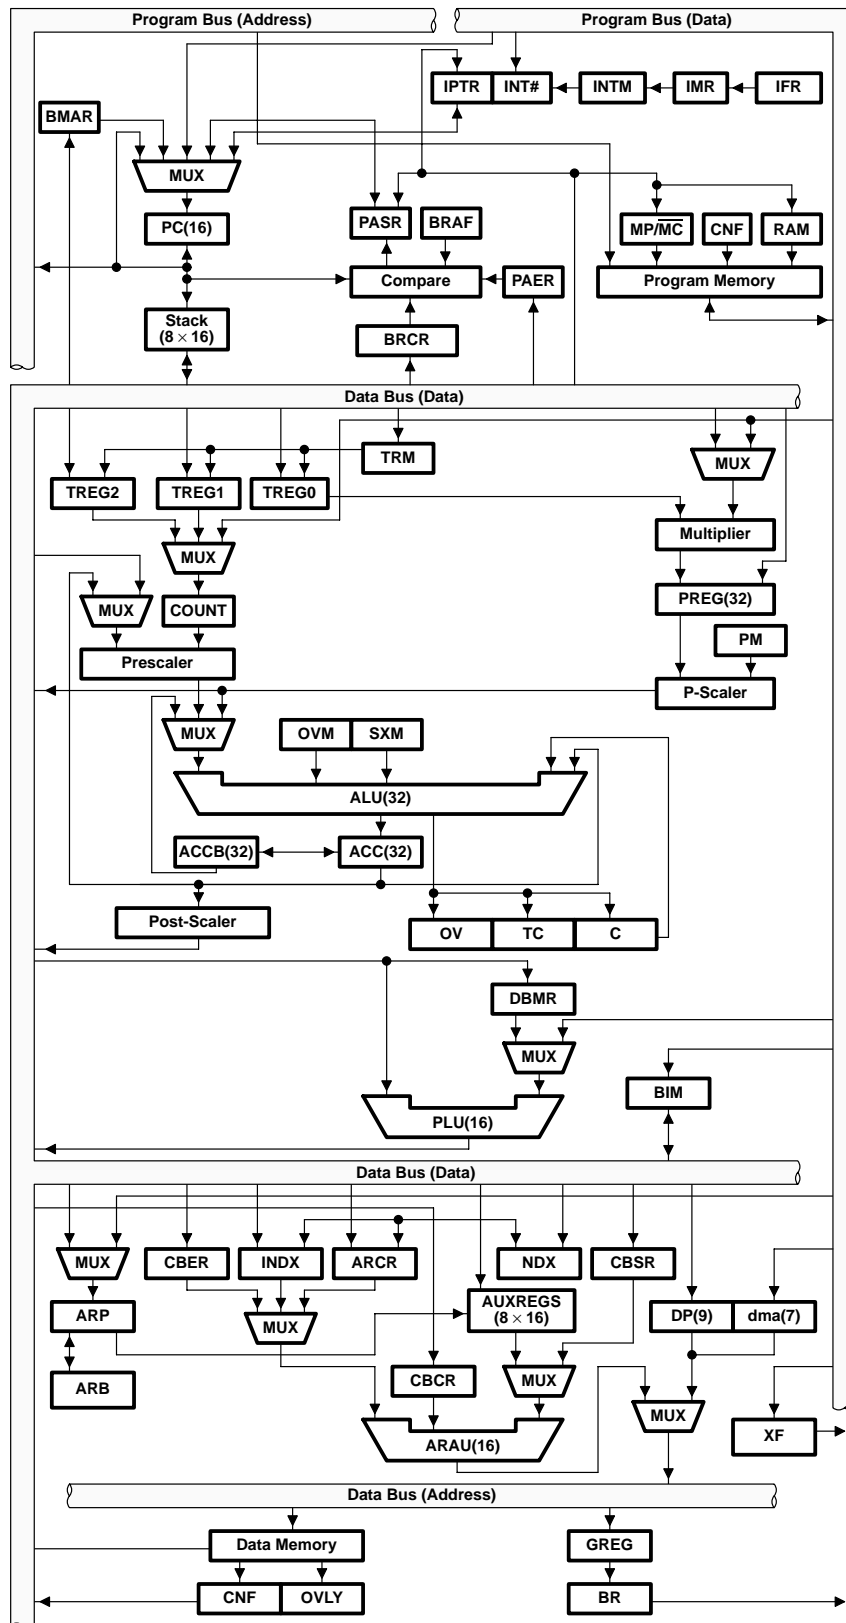 Program Bus (Address)
Program Bus (Data)
IPTR
INT#
INTM
IMR
IFR
BMAR
MUX
PC(16)
PASR
BRAF
MP/MC
CNF
RAM
Compare
PAER
Program Memory
Stack
(8 × 16)
BRCR
Data Bus (Data)
TRM
MUX
TREG2
TREG1
TREG0
Multiplier
MUX
MUX
COUNT
PREG(32)
PM
Prescaler
P-Scaler
MUX
OVM
SXM
ALU(32)
ACCB(32)
ACC(32)
Post-Scaler
OV
TC
C
DBMR
MUX
BIM
PLU(16)
Data Bus (Data)
MUX
CBER
INDX
ARCR
NDX
CBSR
ARP
MUX
AUXREGS
(8 × 16)
DP(9)
dma(7)
ARB
CBCR
MUX
MUX
ARAU(16)
XF
Data Bus (Address)
Data Memory
GREG
CNF
OVLY
BR